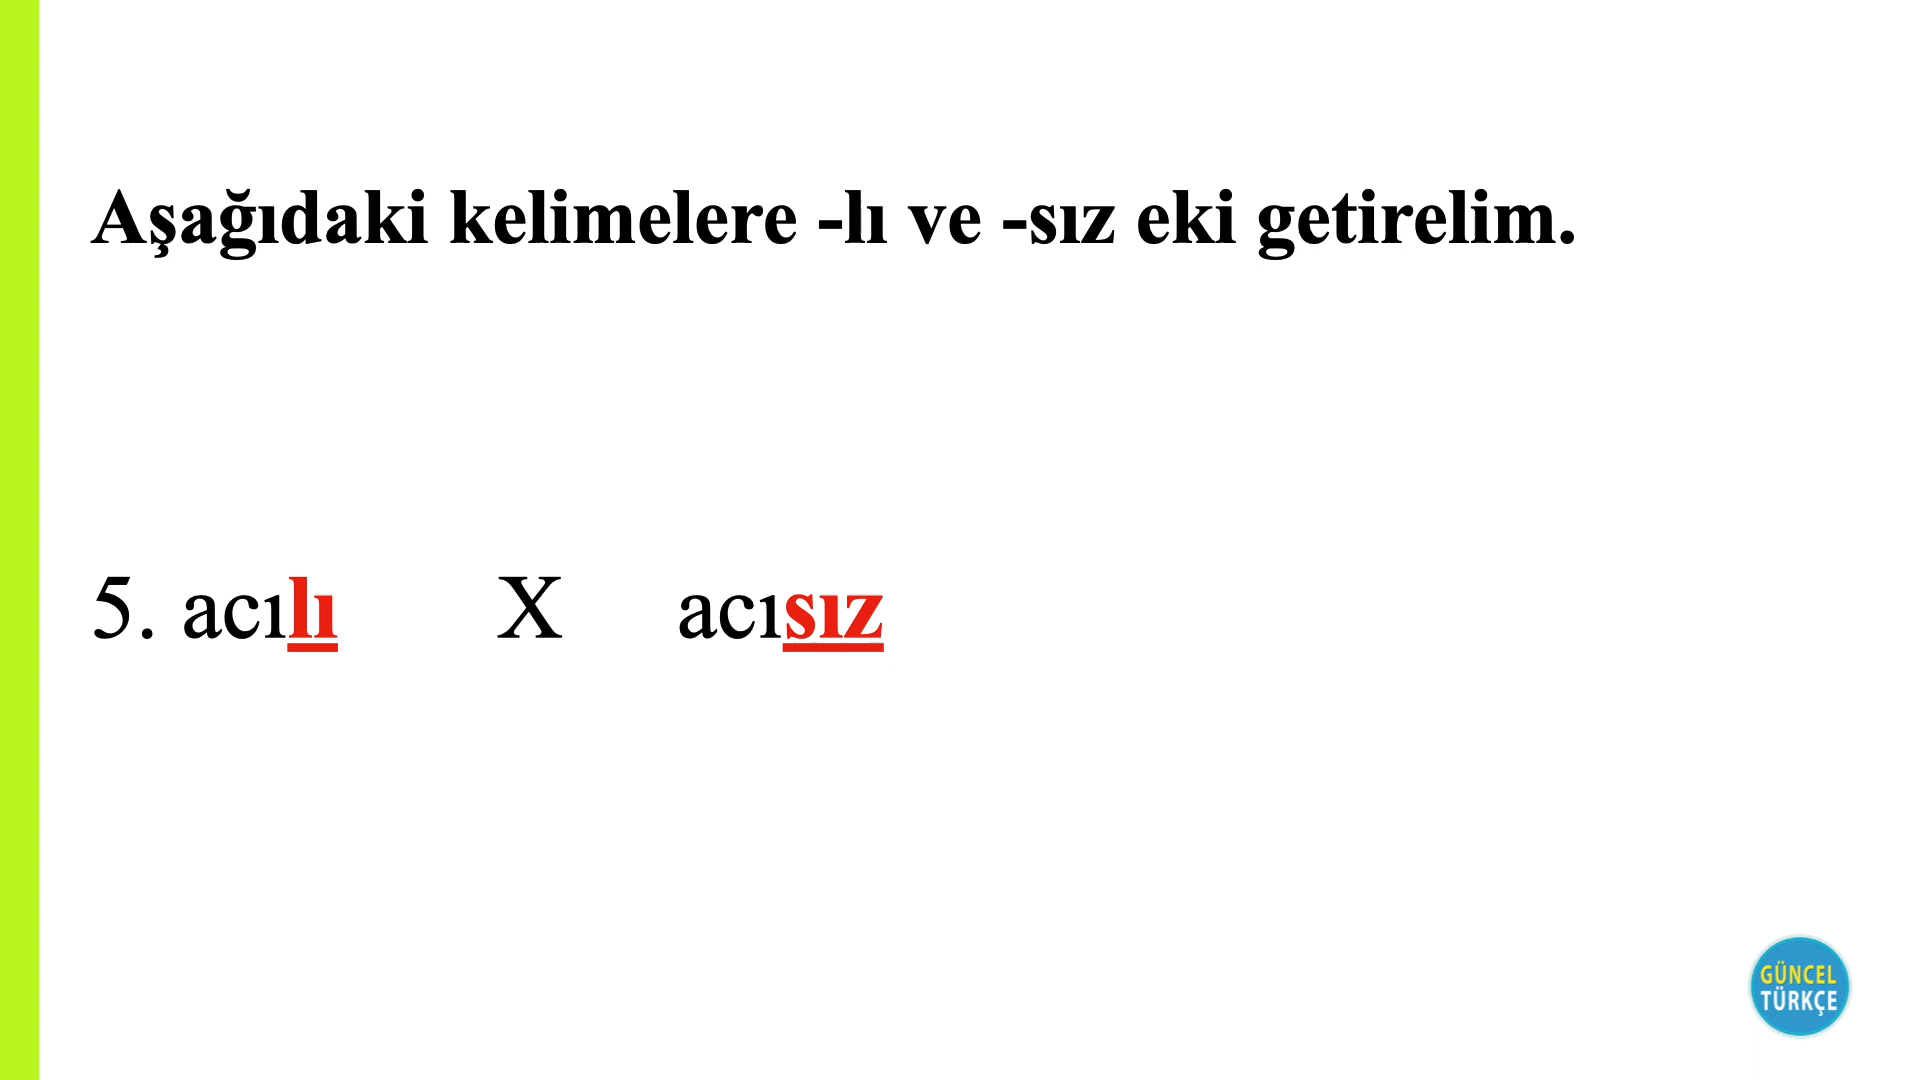 Aşağıdaki kelimelere -lı ve -sız eki getirelim.
5. acılı X acısız
GÜNCEL
TÜRKÇE